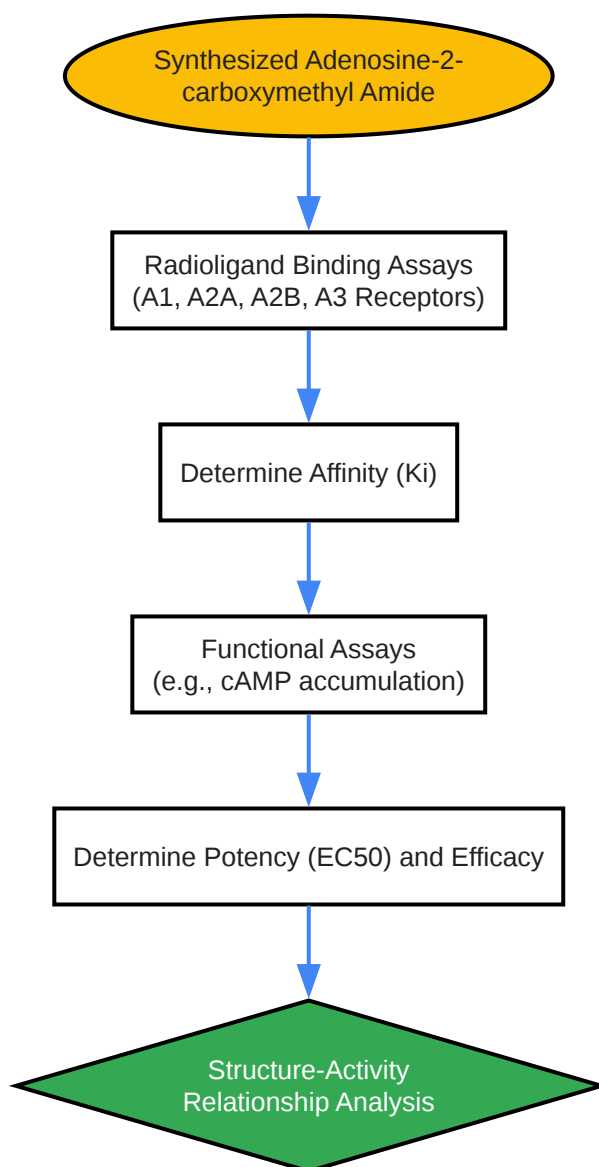 Synthesized Adenosine-2-
carboxymethyl Amide
Radioligand Binding Assays
(A1, A2A, A2B, A3 Receptors)
Determine Affinity (Ki)
Functional Assays
(e.g., cAMP accumulation)
Determine Potency (EC50) and Efficacy
Structure-Activity
Relationship Analysis